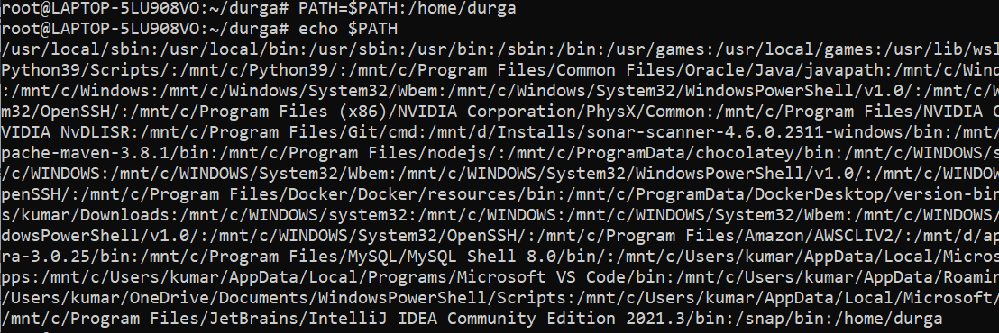 root@LAPTOP-5LU908VO:~/durga# PATH=$PATH:/home/durga
root@LAPTOP-5LU908VO:~/durga# echo $PATH
/usr/local/sbin:/usr/local/bin:/usr/sbin:/usr/bin:/sbin:/bin:/usr/games:/usr/local/games:/usr/lib/wsl
Python39/Scripts/:/mnt/c/Python39/:/mnt/c/Program Files/Common Files/Oracle/Java/javapath:/mnt/c/Wind
:/mnt/c/Windows:/mnt/c/Windows/System32/Wbem:/mnt/c/Windows/System32/WindowsPowerShell/v1.0/:/mnt/c/W
m32/OpenSSH/:/mnt/c/Program Files (x86)/NVIDIA Corporation/PhysX/Common:/mnt/c/Program Files/NVIDIA C
VIDIA NvDLISR:/mnt/c/Program Files/Git/cmd:/mnt/d/Installs/sonar-scanner-4.6.0.2311-windows/bin:/mnt/
pache-maven-3.8.1/bin:/mnt/c/Program Files/nodejs/:/mnt/c/ProgramData/chocolatey/bin:/mnt/c/WINDOWS/s
/c/WINDOWS:/mnt/c/WINDOWS/System32/Wbem:/mnt/c/WINDOWS/System32/WindowsPowerShell/v1.0/:/mnt/c/WINDOW
penSSH/:/mnt/c/Program Files/Docker/Docker/resources/bin:/mnt/c/ProgramData/DockerDesktop/version-bin
s/kumar/Downloads:/mnt/c/WINDOWS/system32:/mnt/c/WINDOWS:/mnt/c/WINDOWS/System32/Wbem:/mnt/c/WINDOWS/
dowsPowerShell/v1.0/:/mnt/c/WINDOWS/System32/OpenSSH/:/mnt/c/Program Files/Amazon/AWSCLIV2/:/mnt/d/ap
ra-3.0.25/bin:/mnt/c/Program Files/MySQL/MySQL Shell 8.0/bin/:/mnt/c/Users/kumar/AppData/Local/Micros
pps:/mnt/c/Users/kumar/AppData/Local/Programs/Microsoft VS Code/bin:/mnt/c/Users/kumar/AppData/Roamin
/Users/kumar/OneDrive/Documents/WindowsPowerShell/Scripts:/mnt/c/Users/kumar/AppData/Local/Microsoft/
/mnt/c/Program Files/JetBrains/IntelliJ IDEA Community Edition 2021.3/bin:/snap/bin:/home/durga